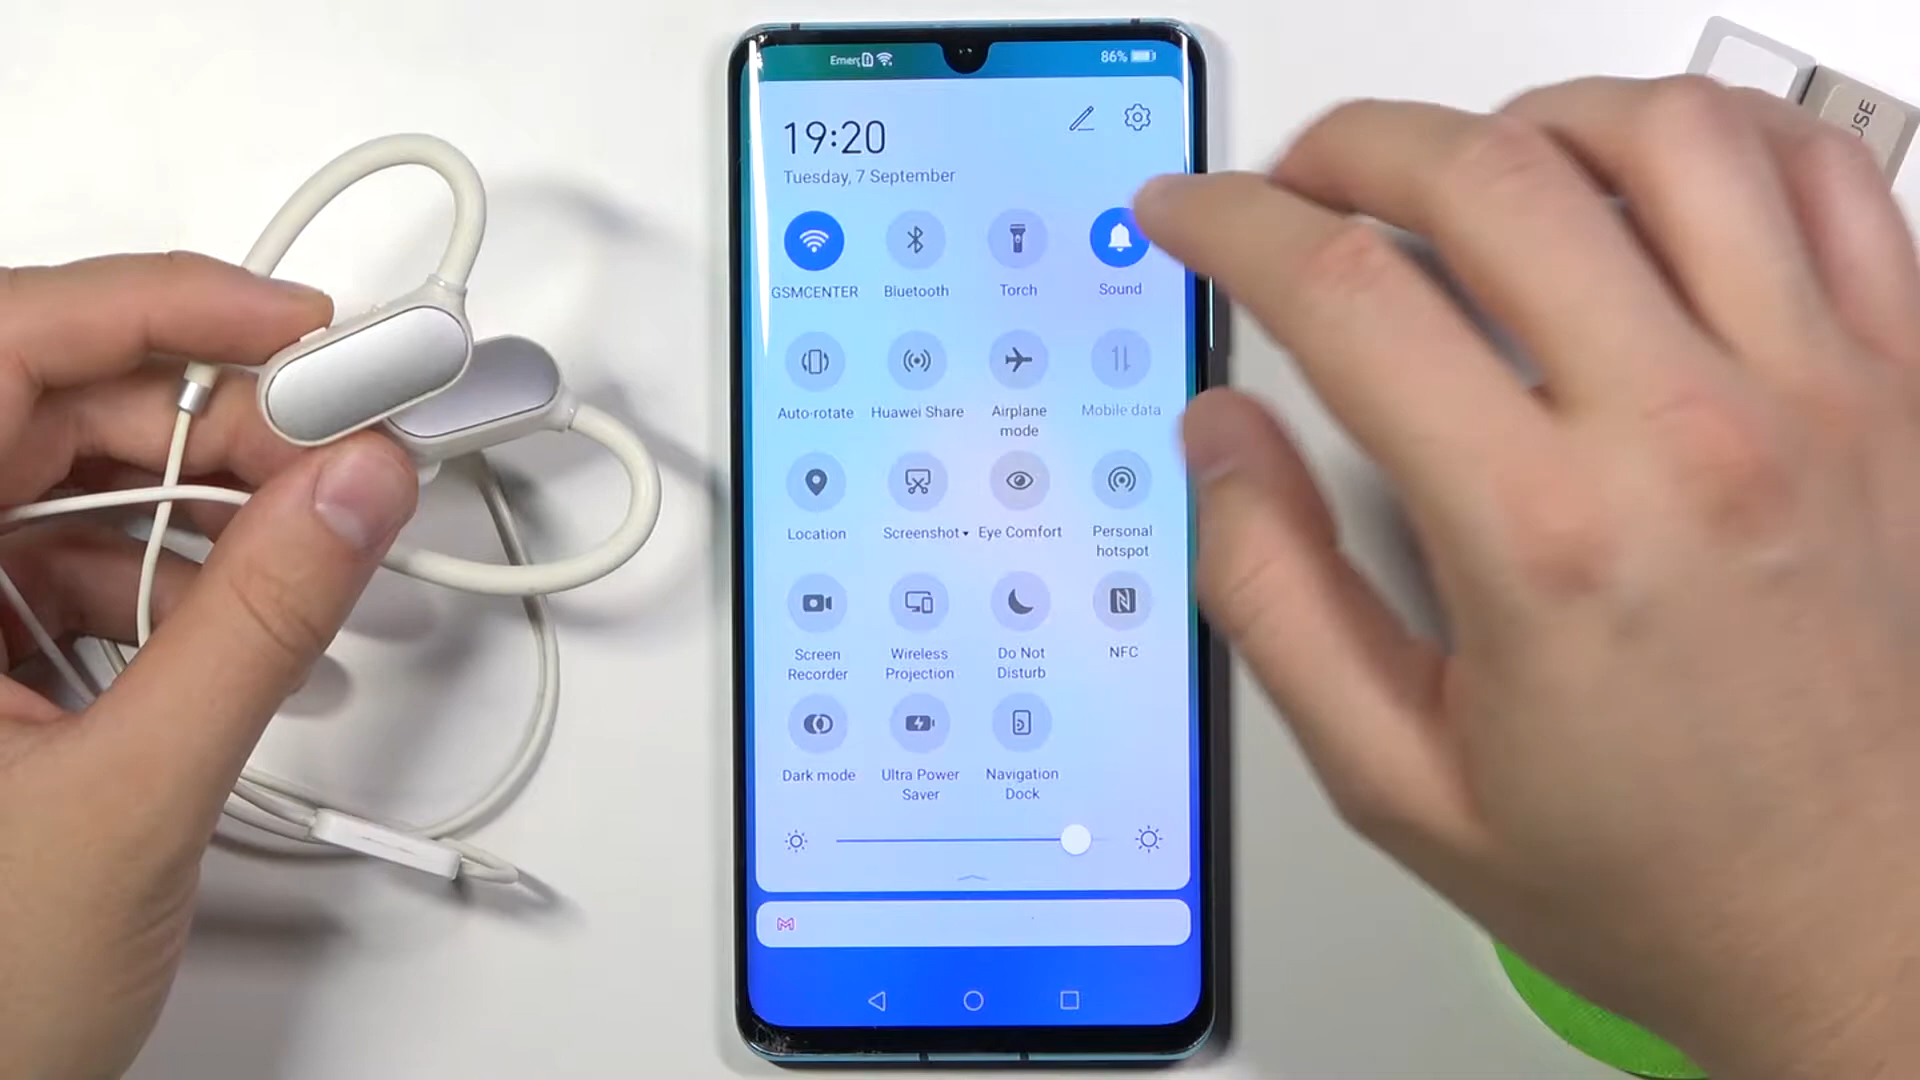 86%
19:20
Tuesday, 7 September
GSMCENTER Bluetooth Torch Sound
Auto-rotate Huawei Share Airplane mode Mobile data
Location Screenshot Eye Comfort Personal hotspot
Screen Recorder Wireless Projection Do Not Disturb NFC
Dark mode Ultra Power Saver Navigation Dock